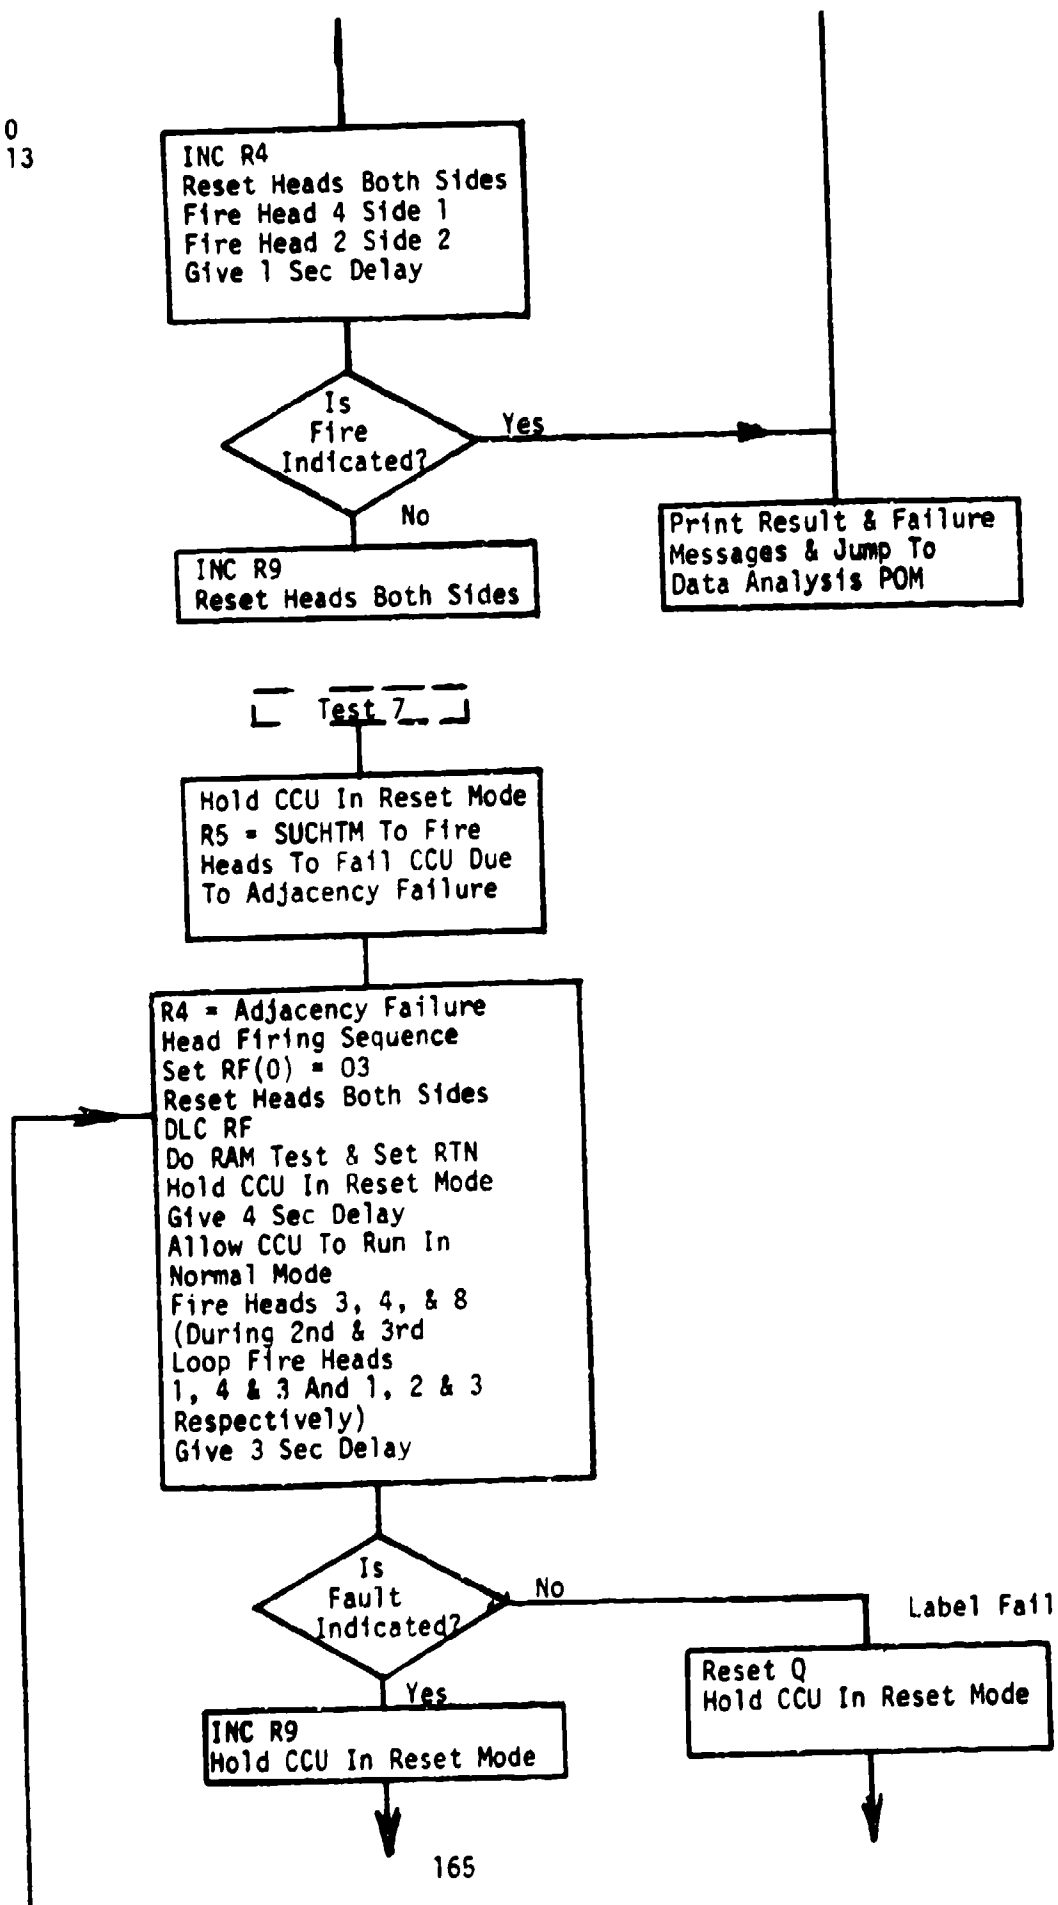 0
13
INC R4
Reset Heads Both Sides
Fire Head 4 Side 1
Fire Head 2 Side 2
Give 1 Sec Delay
Is
Fire
Indicated?
Yes
No
INC R9
Reset Heads Both Sides
Print Result & Failure
Messages & Jump To
Data Analysis POM
Test 7
Hold CCU In Reset Mode
R5 = SUCHTM To Fire
Heads To Fail CCU Due
To Adjacency Failure
R4 = Adjacency Failure
Head Firing Sequence
Set RF(0) = 03
Reset Heads Both Sides
DLC RF
Do RAM Test & Set RTN
Hold CCU In Reset Mode
Give 4 Sec Delay
Allow CCU To Run In
Normal Mode
Fire Heads 3, 4, & 8
(During 2nd & 3rd
Loop Fire Heads
1, 4 & 3 And 1, 2 & 3
Respectively)
Give 3 Sec Delay
Is
Fault
Indicated?
No
Yes
Label Fail
Reset Q
Hold CCU In Reset Mode
INC R9
Hold CCU In Reset Mode
165